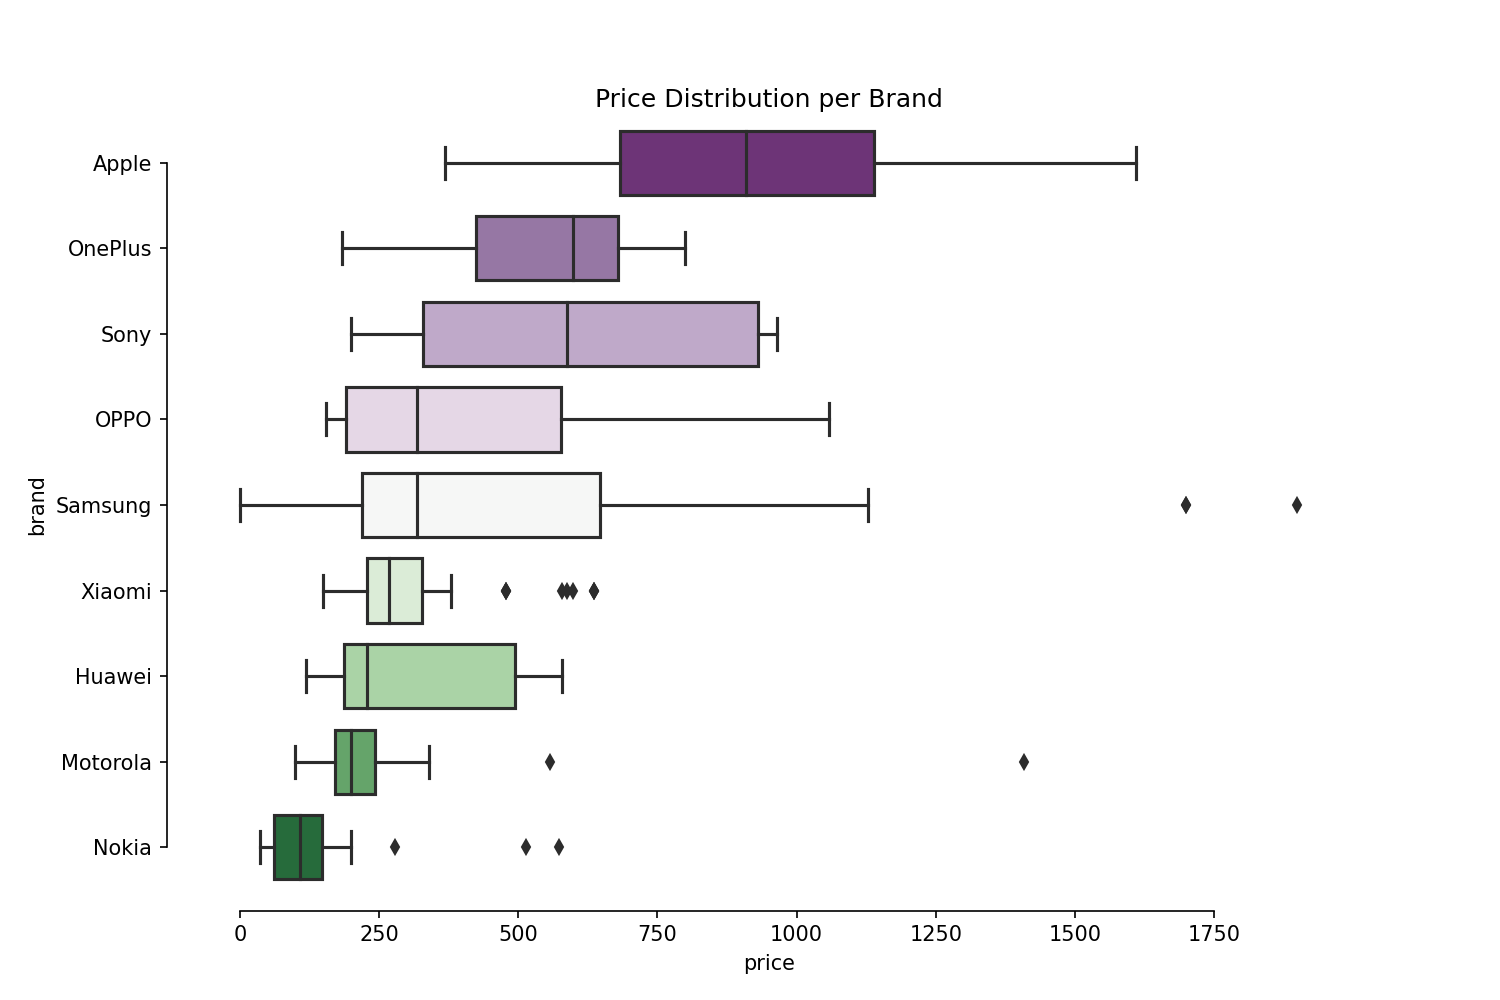 Price Distribution per Brand
Apple
OnePlus
Sony
OPPO
Samsung
Xiaomi
Huawei
Motorola
Nokia
brand
0 250 500 750 1000 1250 1500 1750
price